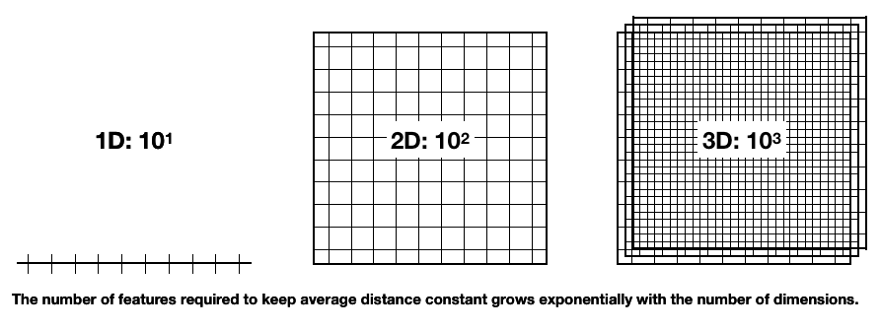 1D: 10¹
2D: 10²
3D: 10³
The number of features required to keep average distance constant grows exponentially with the number of dimensions.